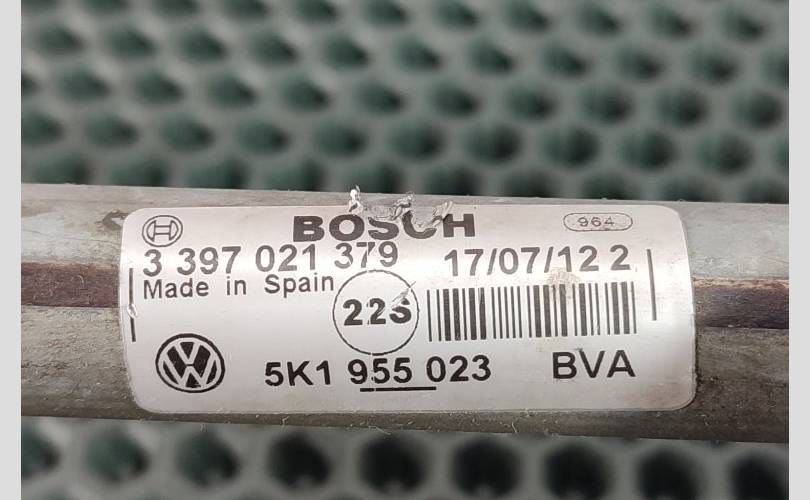 BOSCH
964
3 397 021 379 17/07/12 2
Made in Spain
22S
5K1 955 023 BVA